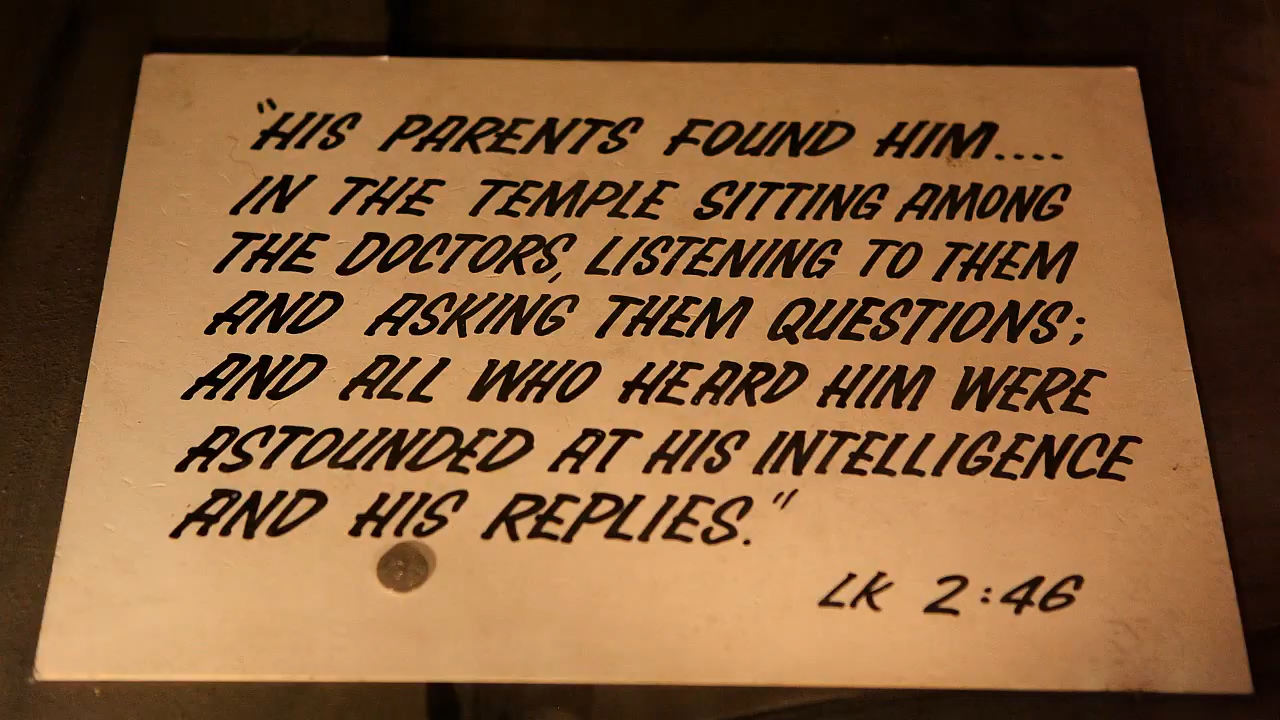 "HIS PARENTS FOUND HIM....
IN THE TEMPLE SITTING AMONG
THE DOCTORS, LISTENING TO THEM
AND ASKING THEM QUESTIONS;
AND ALL WHO HEARD HIM WERE
ASTOUNDED AT HIS INTELLIGENCE
AND HIS REPLIES."
LK 2:46